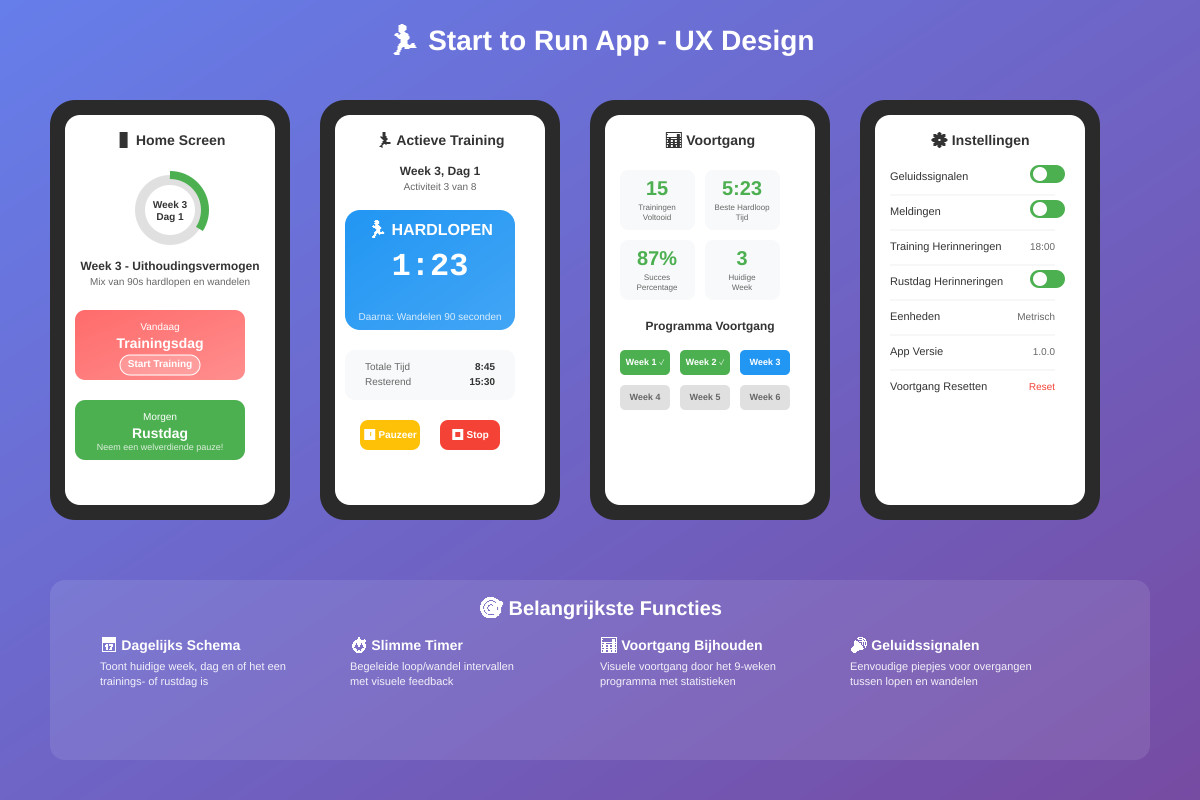 Start to Run App - UX Design
Home Screen
Week 3
Dag 1
Week 3 - Uithoudingsvermogen
Mix van 90s hardlopen en wandelen
Vandaag
Trainingsdag
Start Training
Morgen
Rustdag
Neem een welverdiende pauze!
Actieve Training
Week 3, Dag 1
Activiteit 3 van 8
HARDLOPEN
1:23
Daarna: Wandelen 90 seconden
Totale Tijd 8:45
Resterend 15:30
Pauzeer
Stop
Voortgang
15
Trainingen
Voltooid
5:23
Beste Hardloop
Tijd
87%
Succes
Percentage
3
Huidige
Week
Programma Voortgang
Week 1 ✓
Week 2 ✓
Week 3
Week 4
Week 5
Week 6
Instellingen
Geluidssignalen
Meldingen
Training Herinneringen 18:00
Rustdag Herinneringen
Eenheden Metrisch
App Versie 1.0.0
Voortgang Resetten Reset
Belangrijkste Functies
Dagelijks Schema
Toont huidige week, dag en of het een
trainings- of rustdag is
Slimme Timer
Begeleide loop/wandel intervallen
met visuele feedback
Voortgang Bijhouden
Visuele voortgang door het 9-weken
programma met statistieken
Geluidssignalen
Eenvoudige piepjes voor overgangen
tussen lopen en wandelen